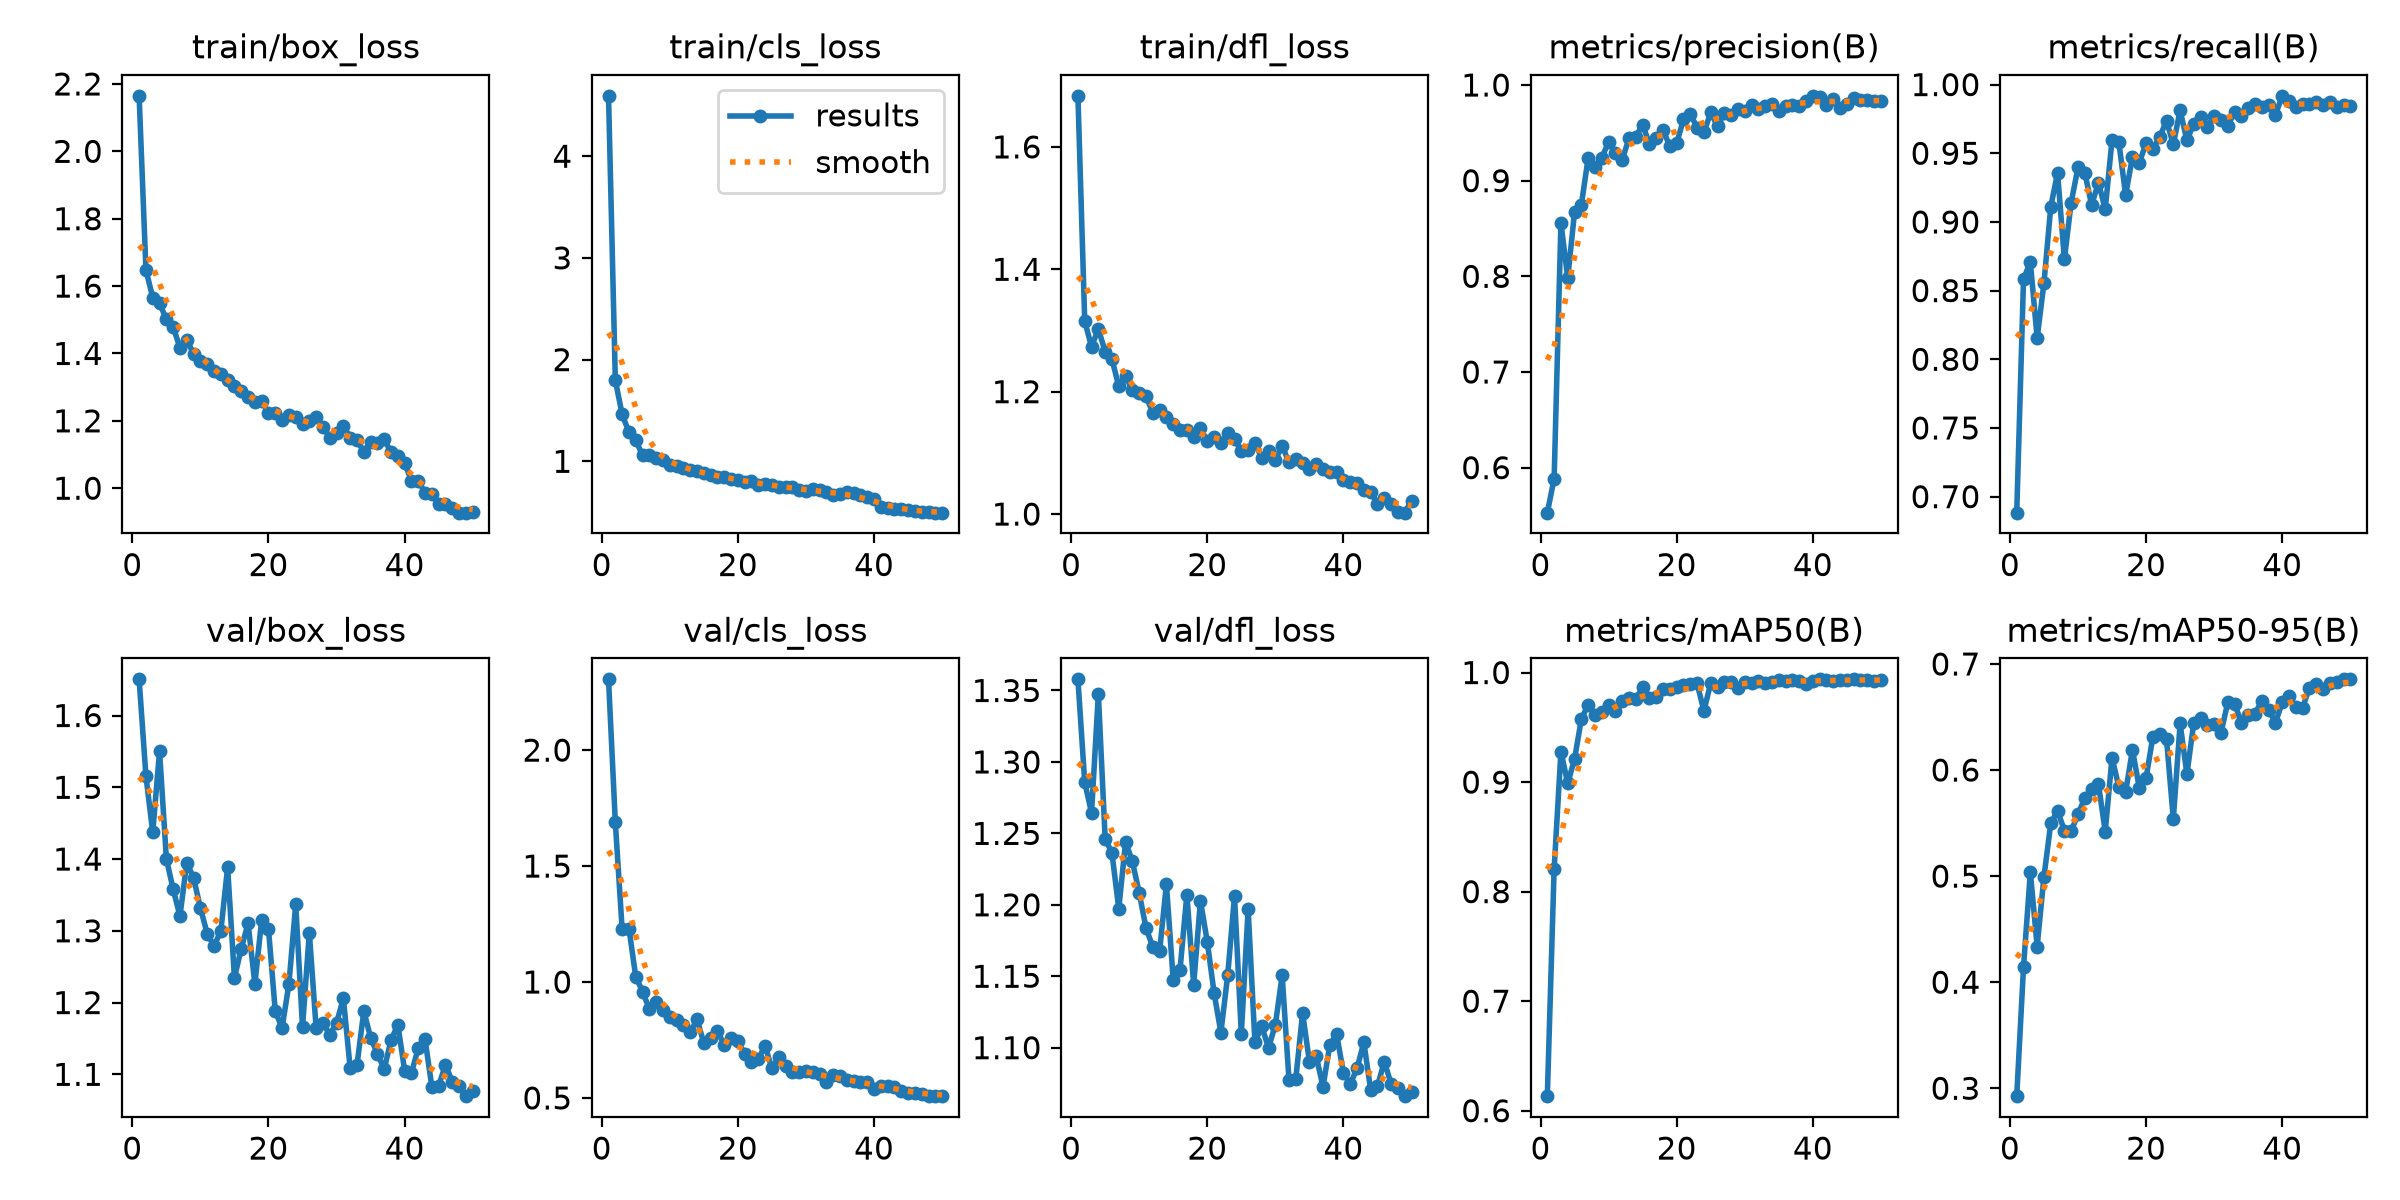 train/box_loss
2.2
2.0
1.8
1.6
1.4
1.2
1.0
0 20 40
train/cls_loss
results
smooth
4
3
2
1
0 20 40
train/dfl_loss
1.6
1.4
1.2
1.0
0 20 40
metrics/precision(B)
1.0
0.9
0.8
0.7
0.6
0 20 40
metrics/recall(B)
1.00
0.95
0.90
0.85
0.80
0.75
0.70
0 20 40
val/box_loss
1.6
1.5
1.4
1.3
1.2
1.1
0 20 40
val/cls_loss
2.0
1.5
1.0
0.5
0 20 40
val/dfl_loss
1.35
1.30
1.25
1.20
1.15
1.10
0 20 40
metrics/mAP50(B)
1.0
0.9
0.8
0.7
0.6
0 20 40
metrics/mAP50-95(B)
0.7
0.6
0.5
0.4
0.3
0 20 40